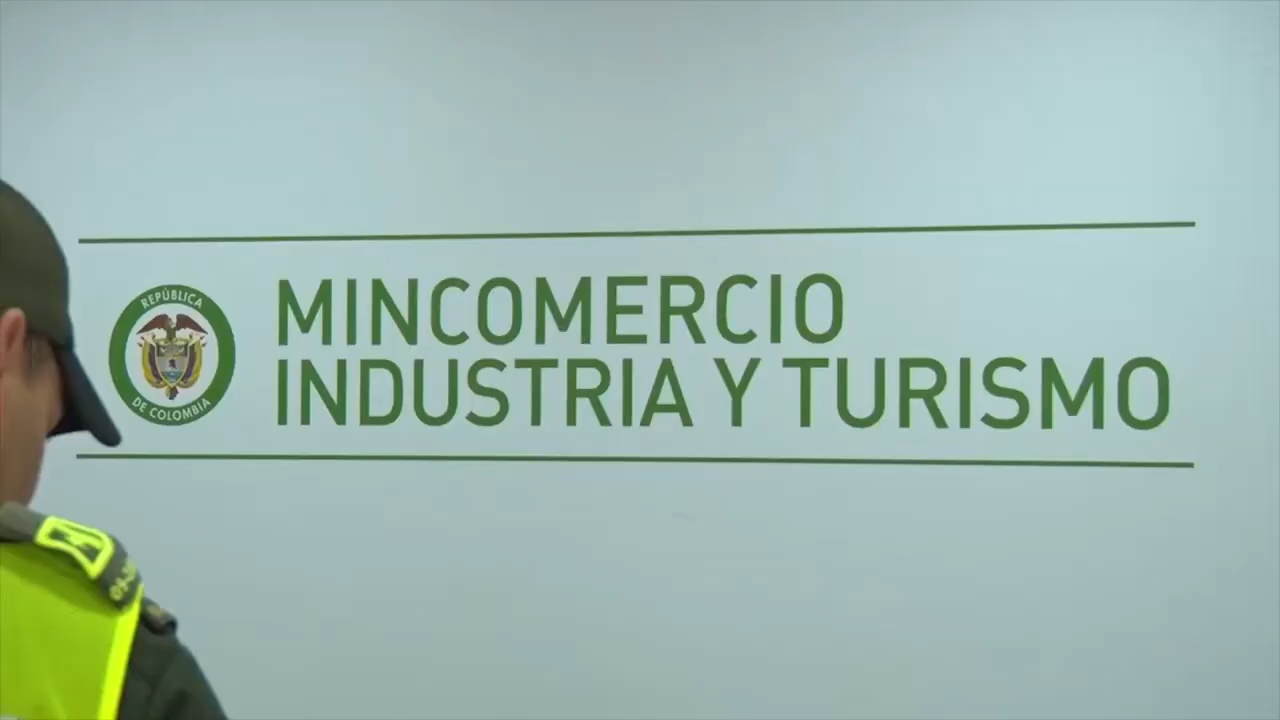 REPÚBLICA
DE COLOMBIA
MINCOMERCIO
INDUSTRIA Y TURISMO